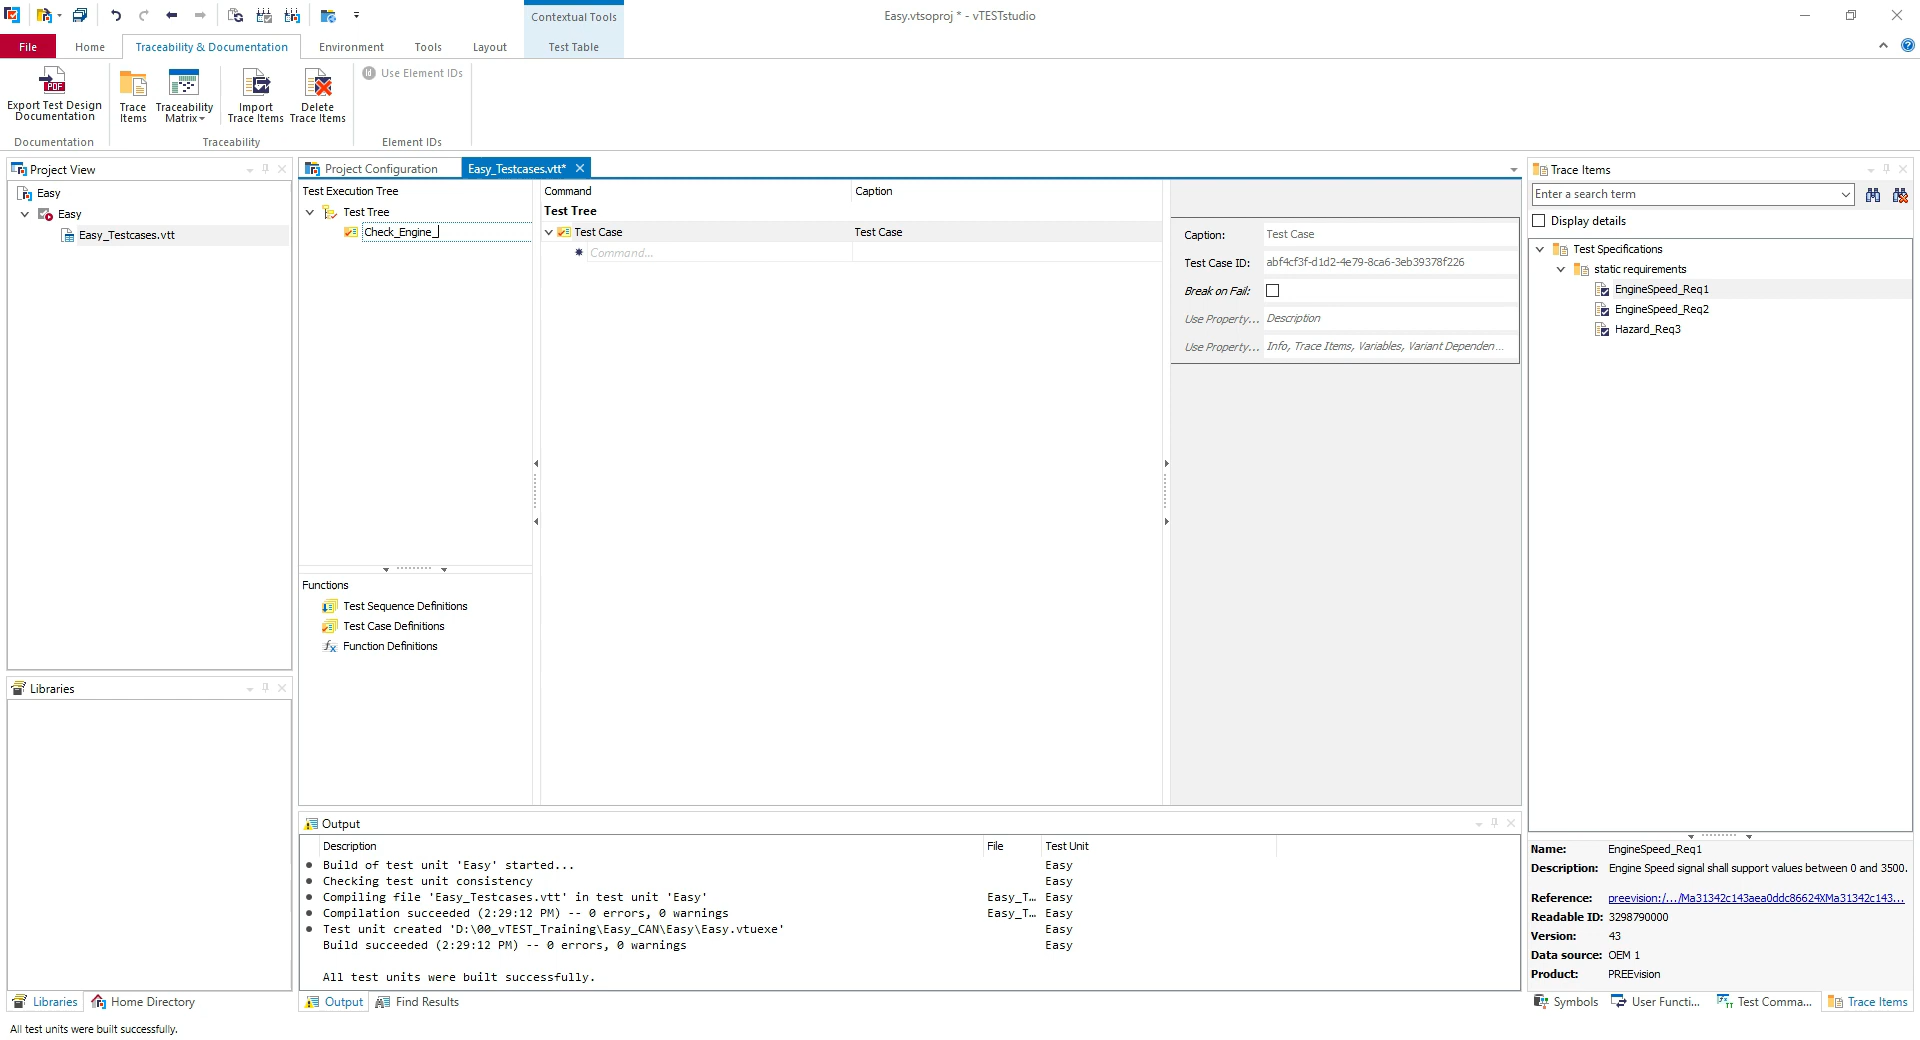 Easy.vtsoproj * - vTESTstudio
Contextual Tools
File
Home
Traceability & Documentation
Environment
Tools
Layout
Test Table
Export Test Design
Documentation
Trace
Items
Traceability
Matrix
Import
Trace Items
Delete
Trace Items
Use Element IDs
Documentation
Traceability
Element IDs
Project View
Easy
Easy
Easy_Testcases.vtt
Libraries
Libraries
Home Directory
Project Configuration
Easy_Testcases.vtt*
Test Execution Tree
Test Tree
Check_Engine_
Functions
Test Sequence Definitions
Test Case Definitions
Function Definitions
Command
Caption
Test Tree
Test Case
Test Case
Command...
Caption:
Test Case
Test Case ID:
abf4cf3f-d1d2-4e79-8ca6-3eb39378f226
Break on Fail:
Use Property...
Description
Use Property...
Info, Trace Items, Variables, Variant Dependen...
Output
Description
File
Test Unit
Build of test unit 'Easy' started...
Easy
Checking test unit consistency
Easy
Compiling file 'Easy_Testcases.vtt' in test unit 'Easy'
Easy_T...
Easy
Compilation succeeded (2:29:12 PM) -- 0 errors, 0 warnings
Easy_T...
Easy
Test unit created 'D:\00_vTEST_Training\Easy_CAN\Easy\Easy.vtuexe'
Easy
Build succeeded (2:29:12 PM) -- 0 errors, 0 warnings
Easy
All test units were built successfully.
Output
Find Results
Trace Items
Enter a search term
Display details
Test Specifications
static requirements
EngineSpeed_Req1
EngineSpeed_Req2
Hazard_Req3
Name:
EngineSpeed_Req1
Description:
Engine Speed signal shall support values between 0 and 3500.
Reference:
preevision:/.../Ma31342c143aea0ddc86624XMa31342c143...
Readable ID:
3298790000
Version:
43
Data source:
OEM 1
Product:
PREEvision
Symbols
User Functi...
Test Comma...
Trace Items
All test units were built successfully.